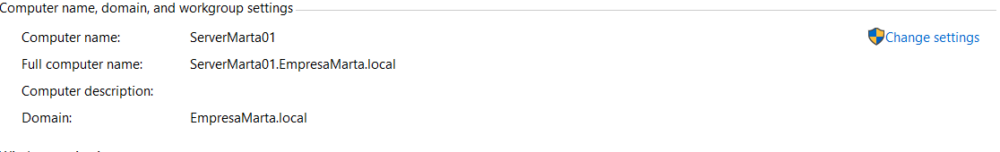 Computer name, domain, and workgroup settings
Computer name: ServerMarta01 Change settings
Full computer name: ServerMarta01.EmpresaMarta.local
Computer description:
Domain: EmpresaMarta.local